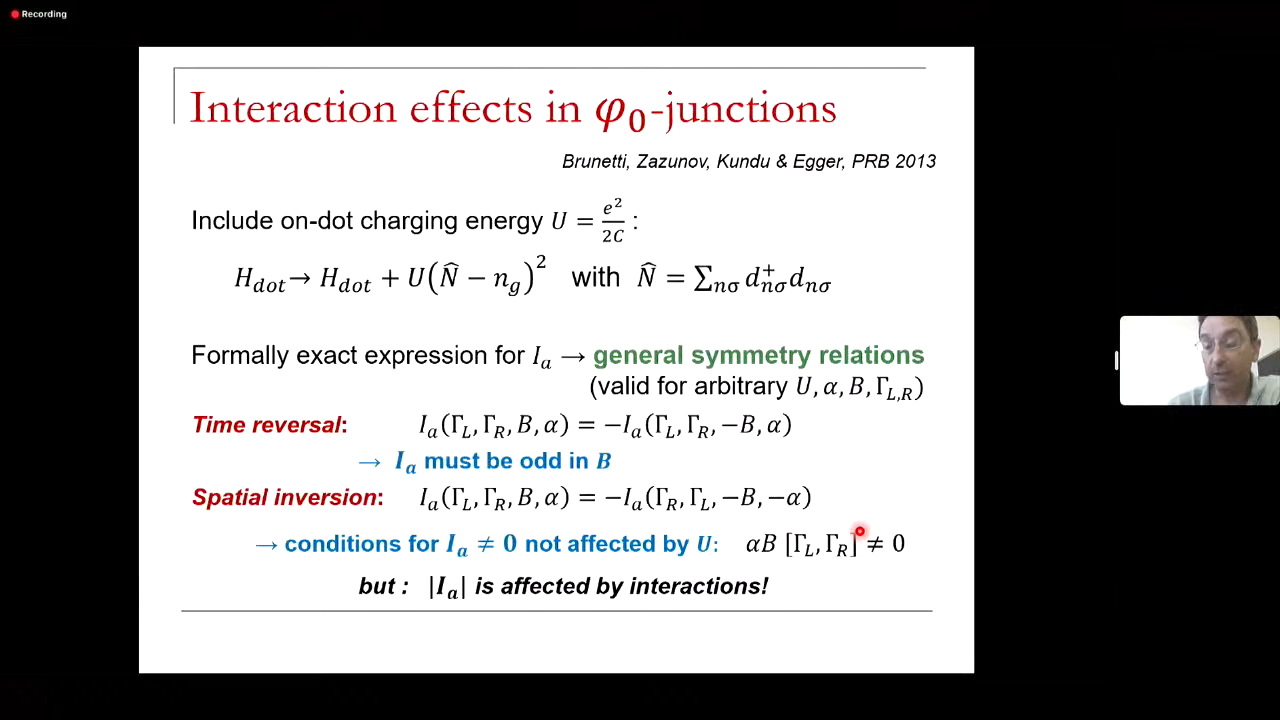 Recording
Interaction effects in φ₀-junctions
Brunetti, Zazunov, Kundu & Egger, PRB 2013
Include on-dot charging energy U = e²/2C :
H_dot → H_dot + U(N̂ − n_g)² with N̂ = ∑_nσ d⁺_nσ d_nσ
Formally exact expression for I_a → general symmetry relations
(valid for arbitrary U, α, B, Γ_L,R)
Time reversal: I_a(Γ_L, Γ_R, B, α) = −I_a(Γ_L, Γ_R, −B, α)
→ I_a must be odd in B
Spatial inversion: I_a(Γ_L, Γ_R, B, α) = −I_a(Γ_R, Γ_L, −B, −α)
→ conditions for I_a ≠ 0 not affected by U: αB [Γ_L, Γ_R] ≠ 0
but : |I_a| is affected by interactions!